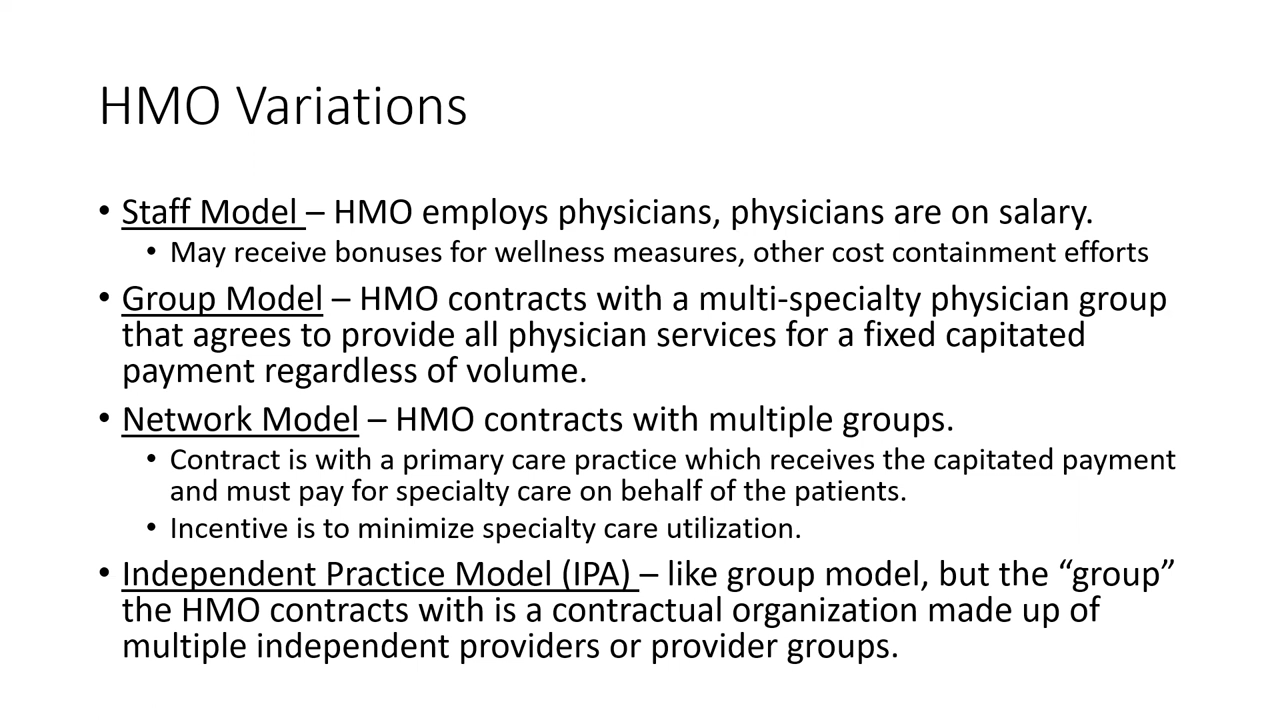 HMO Variations
• Staff Model – HMO employs physicians, physicians are on salary.
• May receive bonuses for wellness measures, other cost containment efforts
• Group Model – HMO contracts with a multi-specialty physician group
that agrees to provide all physician services for a fixed capitated
payment regardless of volume.
• Network Model – HMO contracts with multiple groups.
• Contract is with a primary care practice which receives the capitated payment
and must pay for specialty care on behalf of the patients.
• Incentive is to minimize specialty care utilization.
• Independent Practice Model (IPA) – like group model, but the “group”
the HMO contracts with is a contractual organization made up of
multiple independent providers or provider groups.